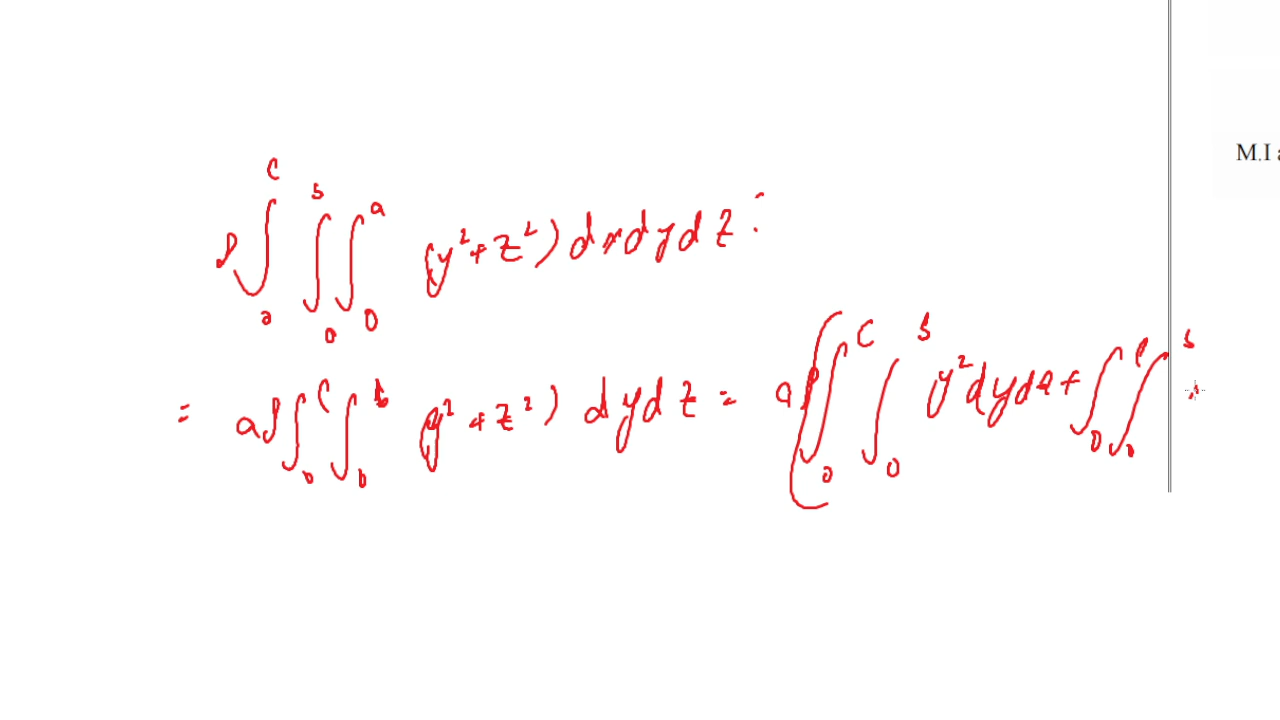 M.I a
ρ∫₀ᶜ ∫₀ᵇ ∫₀ᵃ (y² + z²) dx dy dz =
= aρ ∫₀ᶜ ∫₀ᵇ (y² + z²) dy dz = aρ [ ∫₀ᶜ ∫₀ᵇ y² dy dz + ∫₀ᶜ ∫₀ᵇ